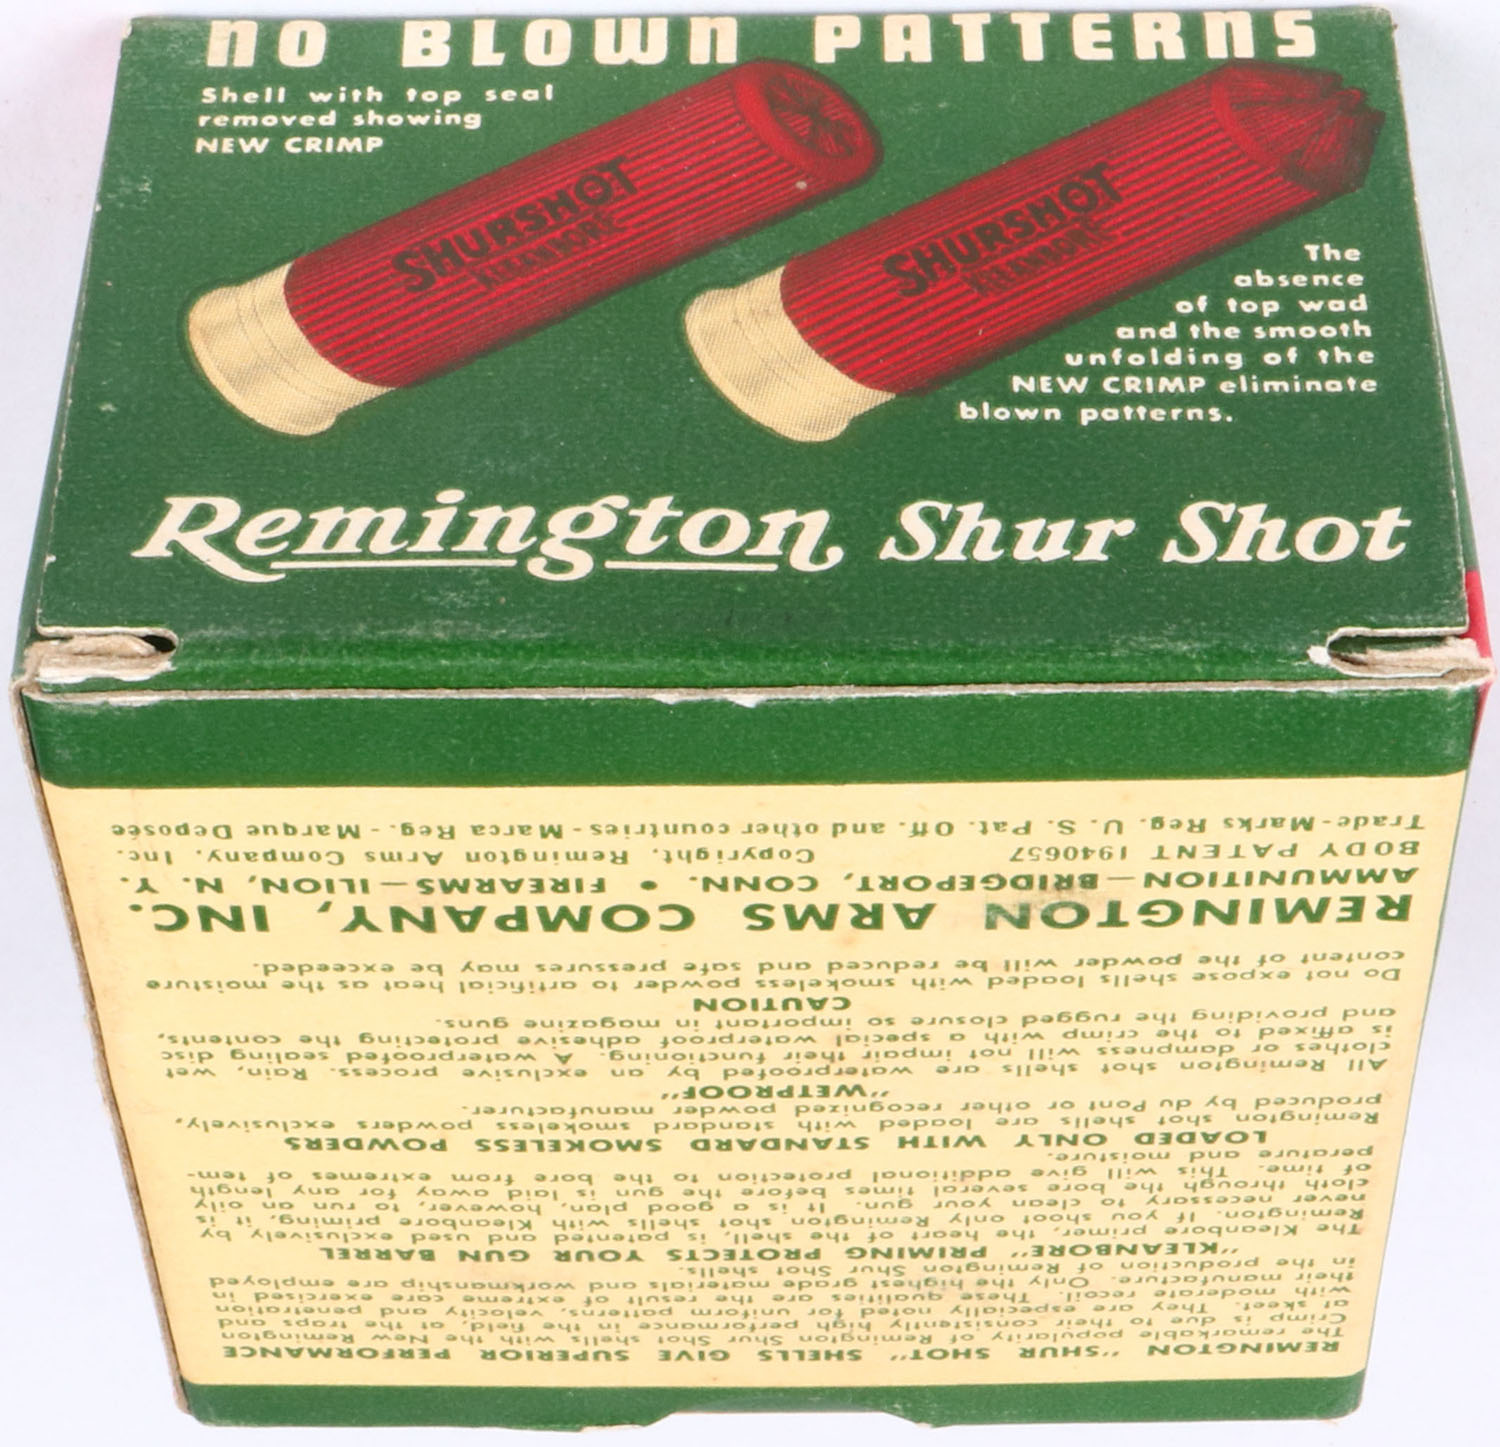 NO BLOWN PATTERNS
Shell with top seal
removed showing
NEW CRIMP
SHURSHOT
KLEANBORE
SHURSHOT
KLEANBORE
The
absence
of top wad
and the smooth
unfolding of the
NEW CRIMP eliminate
blown patterns.
Remington Shur Shot
REMINGTON "SHUR SHOT" SHELLS GIVE SUPERIOR PERFORMANCE
The remarkable popularity of Remington Shur Shot shells with the New Remington
Crimp is due to their consistently high performance in the field, at the traps and
at skeet. They are especially noted for uniform patterns, velocity and penetration
with moderate recoil. These qualities are the result of extreme care exercised in
their manufacture. Only the highest grade materials and workmanship are employed
in the production of Remington Shur Shot shells.
"KLEANBORE" PRIMING PROTECTS YOUR GUN BARREL
The Kleanbore primer, the heart of the shell, is patented and used exclusively by
Remington. If you shoot only Remington shot shells with Kleanbore priming, it is
never necessary to clean your gun. It is a good plan, however, to run an oily
cloth through the bore several times before the gun is laid away for any length
of time. This will give additional protection to the bore from extremes of tem-
perature and moisture.
LOADED ONLY WITH STANDARD SMOKELESS POWDERS
Remington shot shells are loaded with standard smokeless powders exclusively,
produced by du Pont or other recognized powder manufacturer.
"WETPROOF"
All Remington shot shells are waterproofed by an exclusive process. Rain, wet
clothes or dampness will not impair their functioning. A waterproofed sealing disc
is affixed to the crimp with a special waterproof adhesive protecting the contents,
and providing the rugged closure so important in magazine guns.
CAUTION
Do not expose shells loaded with smokeless powder to artificial heat as the moisture
content of the powder will be reduced and safe pressures may be exceeded.
REMINGTON ARMS COMPANY, INC.
AMMUNITION—BRIDGEPORT, CONN. • FIREARMS—ILION, N. Y.
BODY PATENT 1940657 Copyright, Remington Arms Company, Inc.
Trade-Marks Reg. U. S. Pat. Off. and other countries - Marca Reg. - Marque Deposée